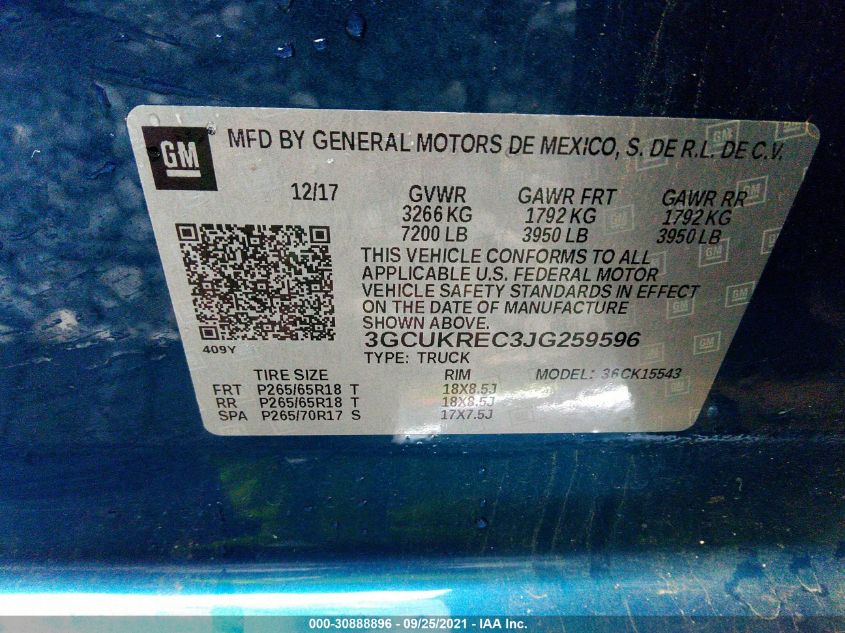 GM
MFD BY GENERAL MOTORS DE MEXICO, S. DE R.L. DE C.V.
12/17 GVWR GAWR FRT GAWR RR
3266 KG 1792 KG 1792 KG
7200 LB 3950 LB 3950 LB
THIS VEHICLE CONFORMS TO ALL
APPLICABLE U.S. FEDERAL MOTOR
VEHICLE SAFETY STANDARDS IN EFFECT
ON THE DATE OF MANUFACTURE
SHOWN ABOVE.
409Y
3GCUKREC3JG259596
TYPE: TRUCK
TIRE SIZE RIM MODEL: 36CK15543
FRT P265/65R18 T 18X8.5J
RR P265/65R18 T 18X8.5J
SPA P265/70R17 S 17X7.5J
000-30888896 - 09/25/2021 - IAA Inc.